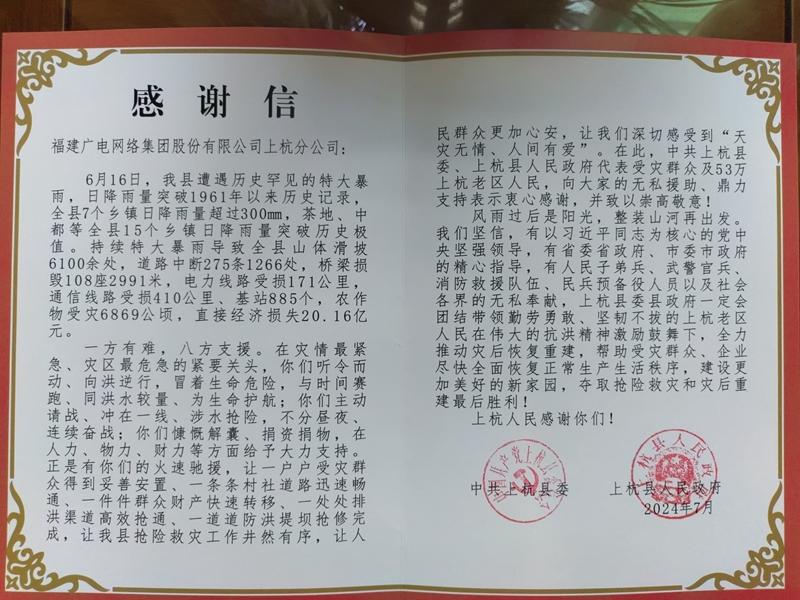 感谢信
福建广电网络集团股份有限公司上杭分公司：
6月16日，我县遭遇历史罕见的特大暴
雨，日降雨量突破1961年以来历史记录，
全县7个乡镇日降雨量超过300mm，茶地、中
都等全县15个乡镇日降雨量突破历史极
值。持续特大暴雨导致全县山体滑坡
6100余处，道路中断275条1266处，桥梁损
毁108座2991米，电力线路受损171公里，
通信线路受损410公里、基站885个，农作
物受灾6869公顷，直接经济损失20.16亿
元。
一方有难，八方支援。在灾情最紧
急、灾区最危急的紧要关头，你们听令而
动、向洪逆行，冒着生命危险，与时间赛
跑、同洪水较量、为生命护航；你们主动
请战、冲在一线、涉水抢险，不分昼夜、
连续奋战；你们慷慨解囊、捐资捐物，在
人力、物力、财力等方面给予大力支持。
正是有你们的火速驰援，让一户户受灾群
众得到妥善安置、一条条村社道路迅速畅
通、一件件群众财产快速转移、一处处排
洪渠道高效抢通、一道道防洪堤坝抢修完
成，让我县抢险救灾工作井然有序，让人
民群众更加心安，让我们深切感受到“天
灾无情、人间有爱”。在此，中共上杭县
委、上杭县人民政府代表受灾群众及53万
上杭老区人民，向大家的无私援助、鼎力
支持表示衷心感谢，并致以崇高敬意！
风雨过后是阳光，整装山河再出发。
我们坚信，有以习近平同志为核心的党中
央坚强领导，有省委省政府、市委市政府
的精心指导，有人民子弟兵、武警官兵、
消防救援队伍、民兵预备役人员以及社会
各界的无私奉献，上杭县委县政府一定会
团结带领勤劳勇敢、坚韧不拔的上杭老区
人民在伟大的抗洪精神激励鼓舞下，全力
推动灾后恢复重建，帮助受灾群众、企业
尽快全面恢复正常生产生活秩序，建设更
加美好的新家园，夺取抢险救灾和灾后重
建最后胜利！
上杭人民感谢你们！
中共上杭县委 上杭县人民政府
2024年7月